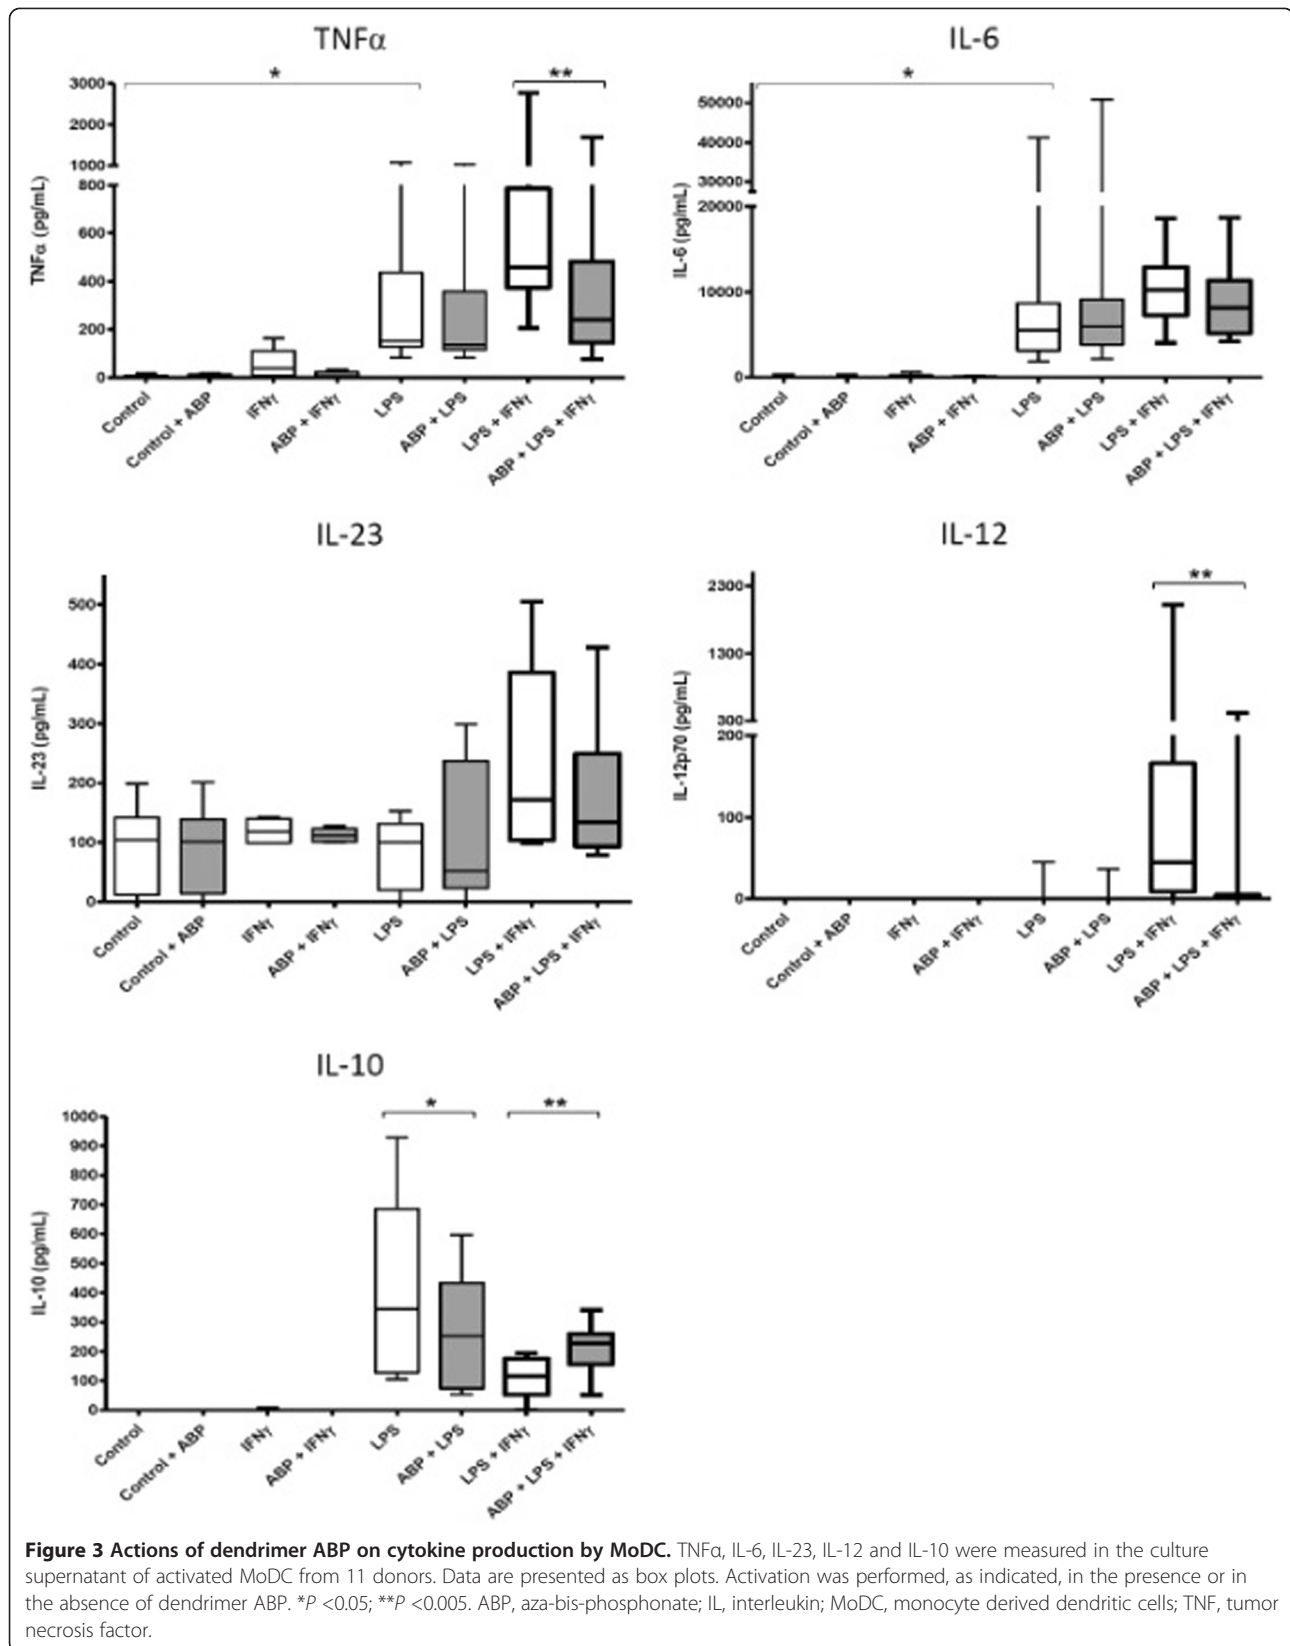 TNFα
*
**
3000
2000
1000
800
600
400
200
0
TNFα (pg/mL)
Control
Control + ABP
IFNγ
ABP + IFNγ
LPS
ABP + LPS
LPS + IFNγ
ABP + LPS + IFNγ
IL-6
*
50000
40000
30000
20000
10000
0
IL-6 (pg/mL)
Control
Control + ABP
IFNγ
ABP + IFNγ
LPS
ABP + LPS
LPS + IFNγ
ABP + LPS + IFNγ
IL-23
500
400
300
200
100
0
IL-23 (pg/mL)
Control
Control + ABP
IFNγ
ABP + IFNγ
LPS
ABP + LPS
LPS + IFNγ
ABP + LPS + IFNγ
IL-12
**
2300
1300
300
200
100
0
IL-12p70 (pg/mL)
Control
Control + ABP
IFNγ
ABP + IFNγ
LPS
ABP + LPS
LPS + IFNγ
ABP + LPS + IFNγ
IL-10
*
**
1000
900
800
700
600
500
400
300
200
100
0
IL-10 (pg/mL)
Control
Control + ABP
IFNγ
ABP + IFNγ
LPS
ABP + LPS
LPS + IFNγ
ABP + LPS + IFNγ
Figure 3 Actions of dendrimer ABP on cytokine production by MoDC. TNFα, IL-6, IL-23, IL-12 and IL-10 were measured in the culture
supernatant of activated MoDC from 11 donors. Data are presented as box plots. Activation was performed, as indicated, in the presence or in
the absence of dendrimer ABP. *P <0.05; **P <0.005. ABP, aza-bis-phosphonate; IL, interleukin; MoDC, monocyte derived dendritic cells; TNF, tumor
necrosis factor.